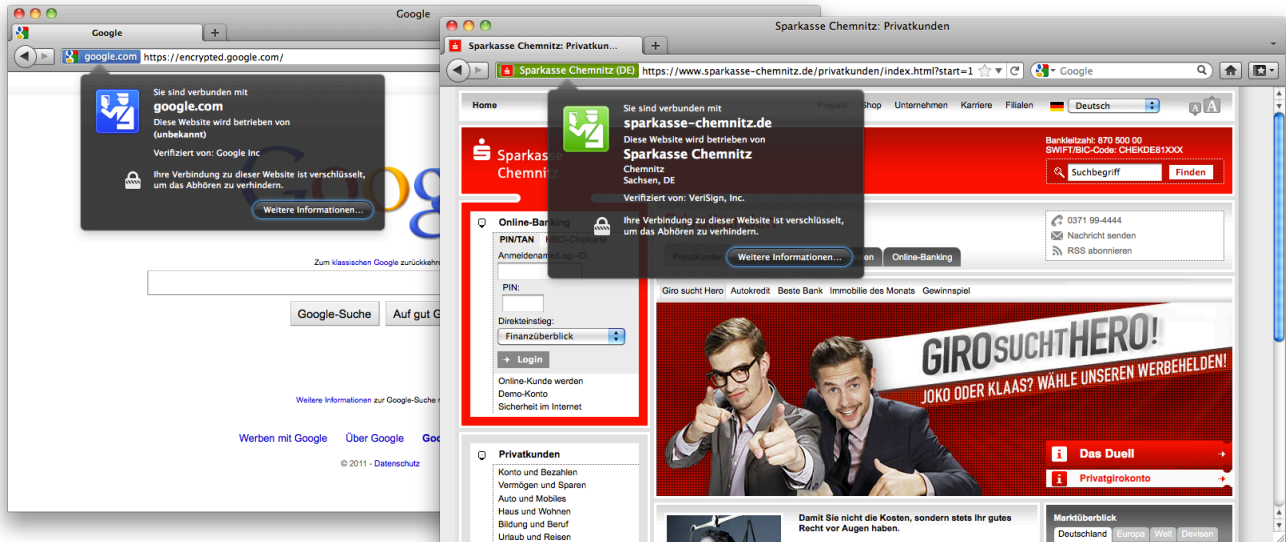 Google
Google
google.com https://encrypted.google.com/
Sie sind verbunden mit
google.com
Diese Website wird betrieben von
(unbekannt)
Verifiziert von: Google Inc
Ihre Verbindung zu dieser Website ist verschlüsselt,
um das Abhören zu verhindern.
Weitere Informationen...
Goog
Zum klassischen Google zurückkehre
Google-Suche
Auf gut G
Weitere Informationen zur Google-Suche
Werben mit Google Über Google Goo
© 2011 - Datenschutz
Sparkasse Chemnitz: Privatkunden
Sparkasse Chemnitz: Privatkun...
Sparkasse Chemnitz (DE) https://www.sparkasse-chemnitz.de/privatkunden/index.html?start=1
Google
Sie sind verbunden mit
sparkasse-chemnitz.de
Diese Website wird betrieben von
Sparkasse Chemnitz
Chemnitz
Sachsen, DE
Verifiziert von: VeriSign, Inc.
Ihre Verbindung zu dieser Website ist verschlüsselt,
um das Abhören zu verhindern.
Weitere Informationen...
Home
Shop Unternehmen Karriere Filialen
Deutsch
A A
Sparkasse
Chemnitz
Bankleitzahl: 870 500 00
SWIFT/BIC-Code: CHEKDE81XXX
Suchbegriff
Finden
Online-Banking
PIN/TAN HBCI-Chipkarte
Anmeldename/Leg.-ID:
PIN:
Direkteinstieg:
Finanzüberblick
Login
Online-Kunde werden
Demo-Konto
Sicherheit im Internet
Privatkunden
Konto und Bezahlen
Vermögen und Sparen
Auto und Mobiles
Haus und Wohnen
Bildung und Beruf
Urlaub und Reisen
Privatkunden
en
Online-Banking
0371 99-4444
Nachricht senden
RSS abonnieren
Giro sucht Hero Autokredit Beste Bank Immobilie des Monats Gewinnspiel
GIROSUCHTHERO!
JOKO ODER KLAAS? WÄHLE UNSEREN WERBEHELDEN!
Das Duell
Privatgirokonto
Damit Sie nicht die Kosten, sondern stets Ihr gutes
Recht vor Augen haben.
Marktüberblick
Deutschland Europa Welt Devisen